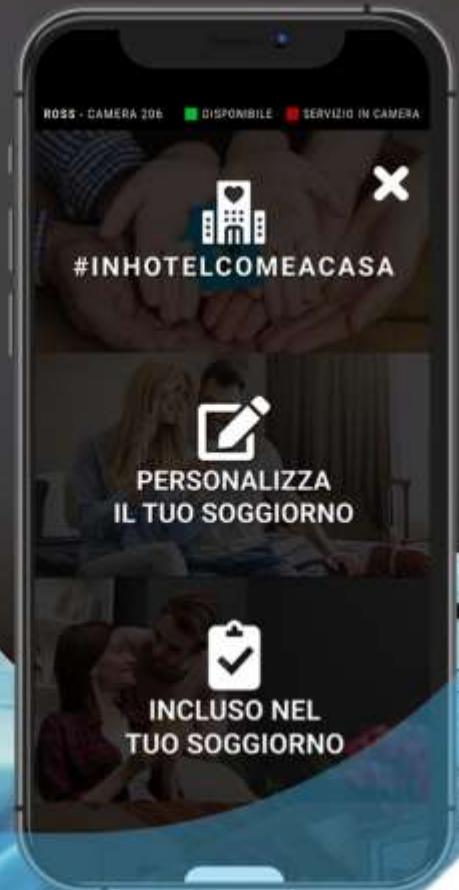 ROSS - CAMERA 206 DISPONIBILE SERVIZIO IN CAMERA
#INHOTELCOMEACASA
PERSONALIZZA
IL TUO SOGGIORNO
INCLUSO NEL
TUO SOGGIORNO